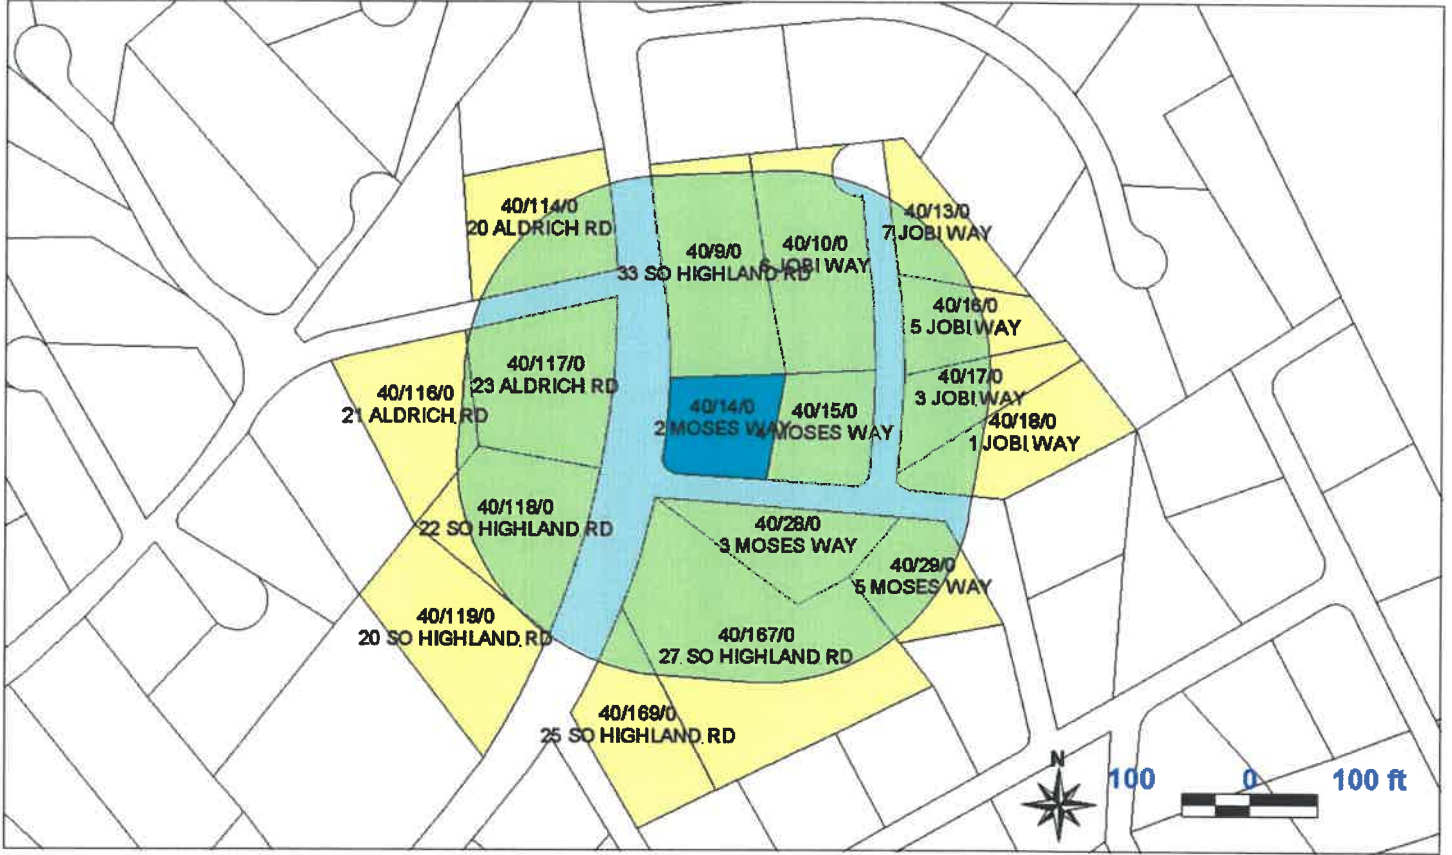 40/114/0
20 ALDRICH RD
40/9/0
33 SO HIGHLAND RD
40/10/0
6 JOBI WAY
40/13/0
7 JOBI WAY
40/16/0
5 JOBI WAY
40/117/0
23 ALDRICH RD
40/116/0
21 ALDRICH RD
40/14/0
2 MOSES WAY
40/15/0
4 MOSES WAY
40/17/0
3 JOBI WAY
40/18/0
1 JOBI WAY
40/118/0
22 SO HIGHLAND RD
40/28/0
3 MOSES WAY
40/29/0
5 MOSES WAY
40/119/0
20 SO HIGHLAND RD
40/167/0
27 SO HIGHLAND RD
40/169/0
25 SO HIGHLAND RD
N
100 0 100 ft